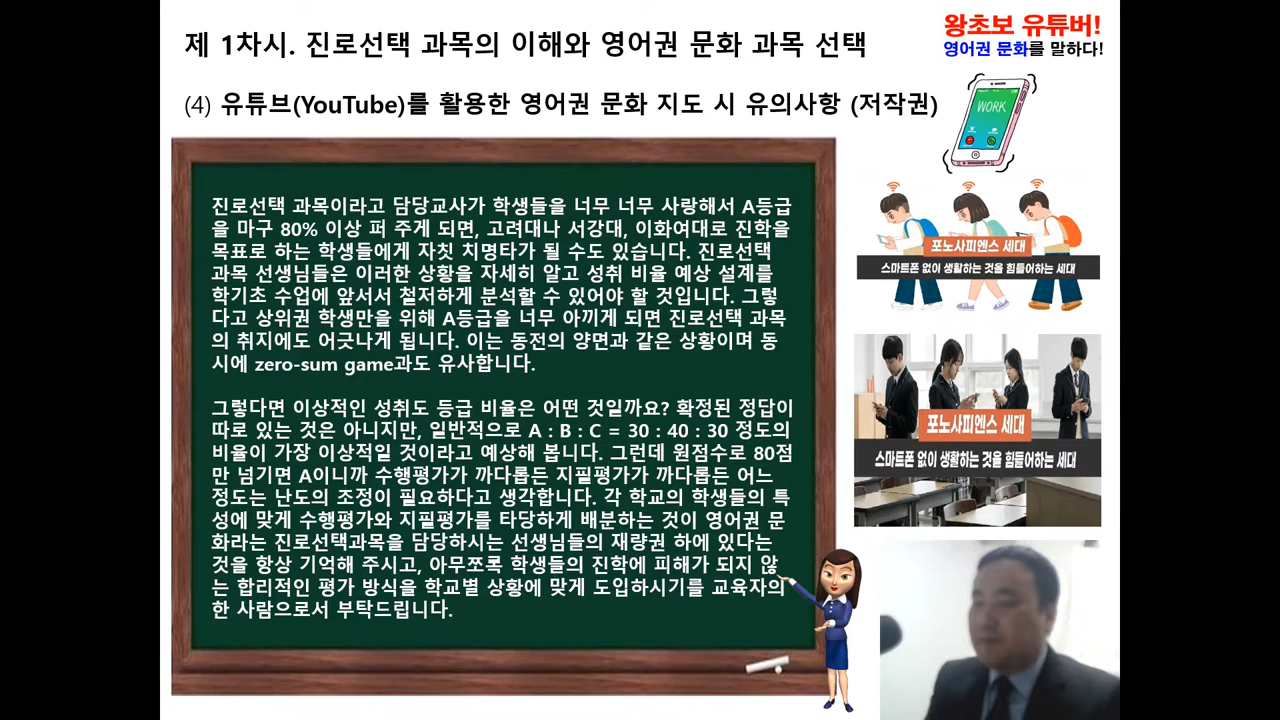 제 1차시. 진로선택 과목의 이해와 영어권 문화 과목 선택
왕초보 유튜버!
영어권 문화를 말하다!
(4) 유튜브(YouTube)를 활용한 영어권 문화 지도 시 유의사항 (저작권)
WORK
진로선택 과목이라고 담당교사가 학생들을 너무 너무 사랑해서 A등급
을 마구 80% 이상 퍼 주게 되면, 고려대나 서강대, 이화여대로 진학을
목표로 하는 학생들에게 자칫 치명타가 될 수도 있습니다. 진로선택
과목 선생님들은 이러한 상황을 자세히 알고 성취 비율 예상 설계를
학기초 수업에 앞서서 철저하게 분석할 수 있어야 할 것입니다. 그렇
다고 상위권 학생만을 위해 A등급을 너무 아끼게 되면 진로선택 과목
의 취지에도 어긋나게 됩니다. 이는 동전의 양면과 같은 상황이며 동
시에 zero-sum game과도 유사합니다.
그렇다면 이상적인 성취도 등급 비율은 어떤 것일까요? 확정된 정답이
따로 있는 것은 아니지만, 일반적으로 A : B : C = 30 : 40 : 30 정도의
비율이 가장 이상적일 것이라고 예상해 봅니다. 그런데 원점수로 80점
만 넘기면 A이니까 수행평가가 까다롭든 지필평가가 까다롭든 어느
정도는 난도의 조정이 필요하다고 생각합니다. 각 학교의 학생들의 특
성에 맞게 수행평가와 지필평가를 타당하게 배분하는 것이 영어권 문
화라는 진로선택과목을 담당하시는 선생님들의 재량권 하에 있다는
것을 항상 기억해 주시고, 아무쪼록 학생들의 진학에 피해가 되지 않
는 합리적인 평가 방식을 학교별 상황에 맞게 도입하시기를 교육자의
한 사람으로서 부탁드립니다.
포노사피엔스 세대
스마트폰 없이 생활하는 것을 힘들어하는 세대
포노사피엔스 세대
스마트폰 없이 생활하는 것을 힘들어하는 세대